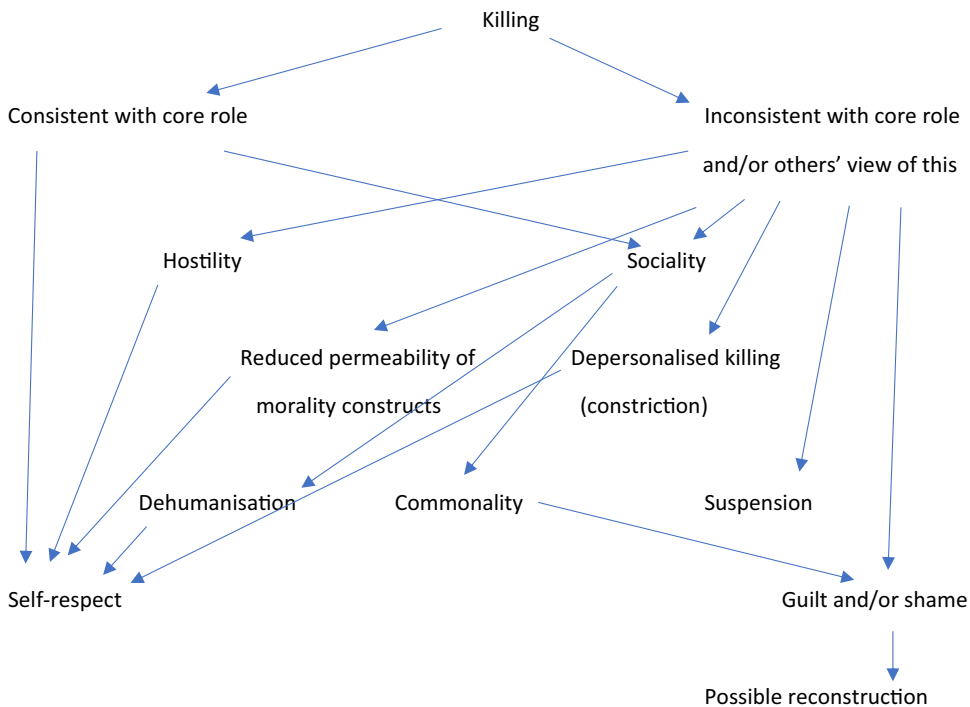 Killing
Consistent with core role
Inconsistent with core role
and/or others’ view of this
Hostility
Sociality
Reduced permeability of
morality constructs
Depersonalised killing
(constriction)
Dehumanisation
Commonality
Suspension
Self-respect
Guilt and/or shame
Possible reconstruction